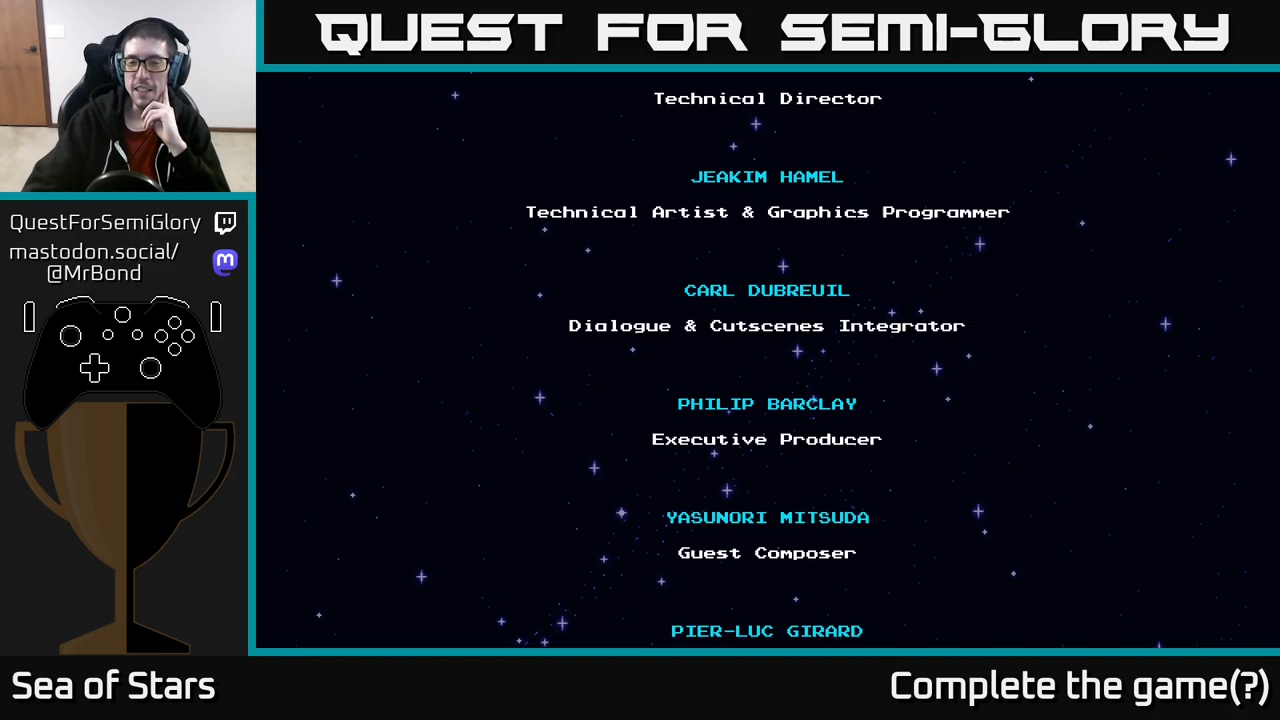 QUEST FOR SEMI-GLORY
QuestForSemiGlory
mastodon.social/
@MrBond
Technical Director
JEAKIM HAMEL
Technical Artist & Graphics Programmer
CARL DUBREUIL
Dialogue & Cutscenes Integrator
PHILIP BARCLAY
Executive Producer
YASUNORI MITSUDA
Guest Composer
PIER-LUC GIRARD
Sea of Stars
Complete the game(?)